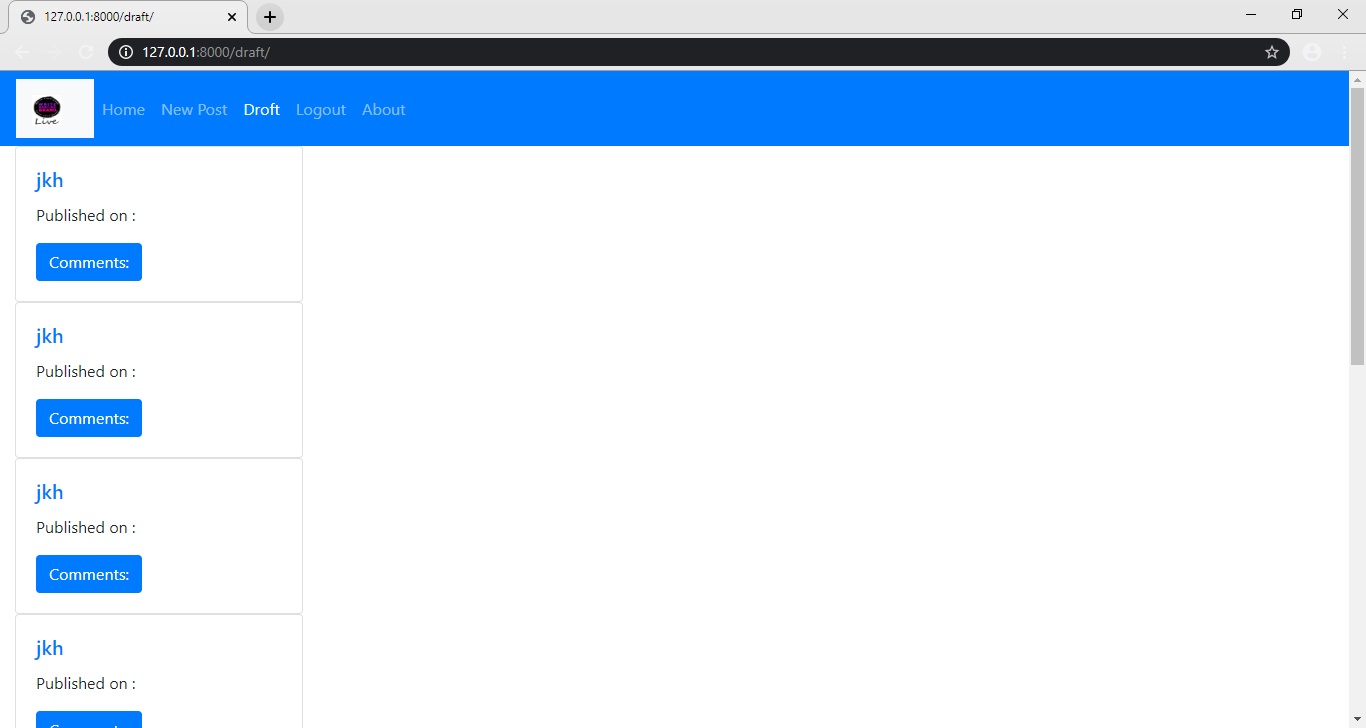 127.0.0.1:8000/draft/
127.0.0.1:8000/draft/
Live
Home New Post Droft Logout About
jkh
Published on :
Comments:
jkh
Published on :
Comments:
jkh
Published on :
Comments:
jkh
Published on :